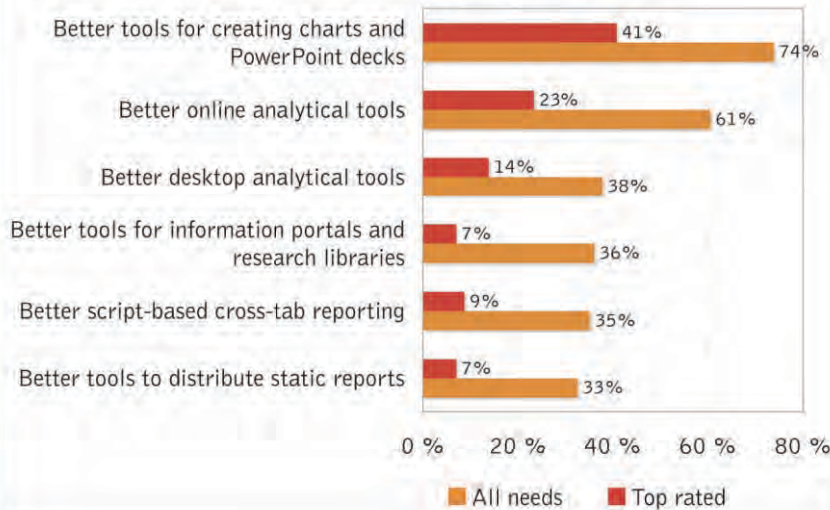 Better tools for creating charts and
PowerPoint decks
41%
74%
Better online analytical tools
23%
61%
Better desktop analytical tools
14%
38%
Better tools for information portals and
research libraries
7%
36%
Better script-based cross-tab reporting
9%
35%
Better tools to distribute static reports
7%
33%
0 % 20 % 40 % 60 % 80 %
All needs Top rated